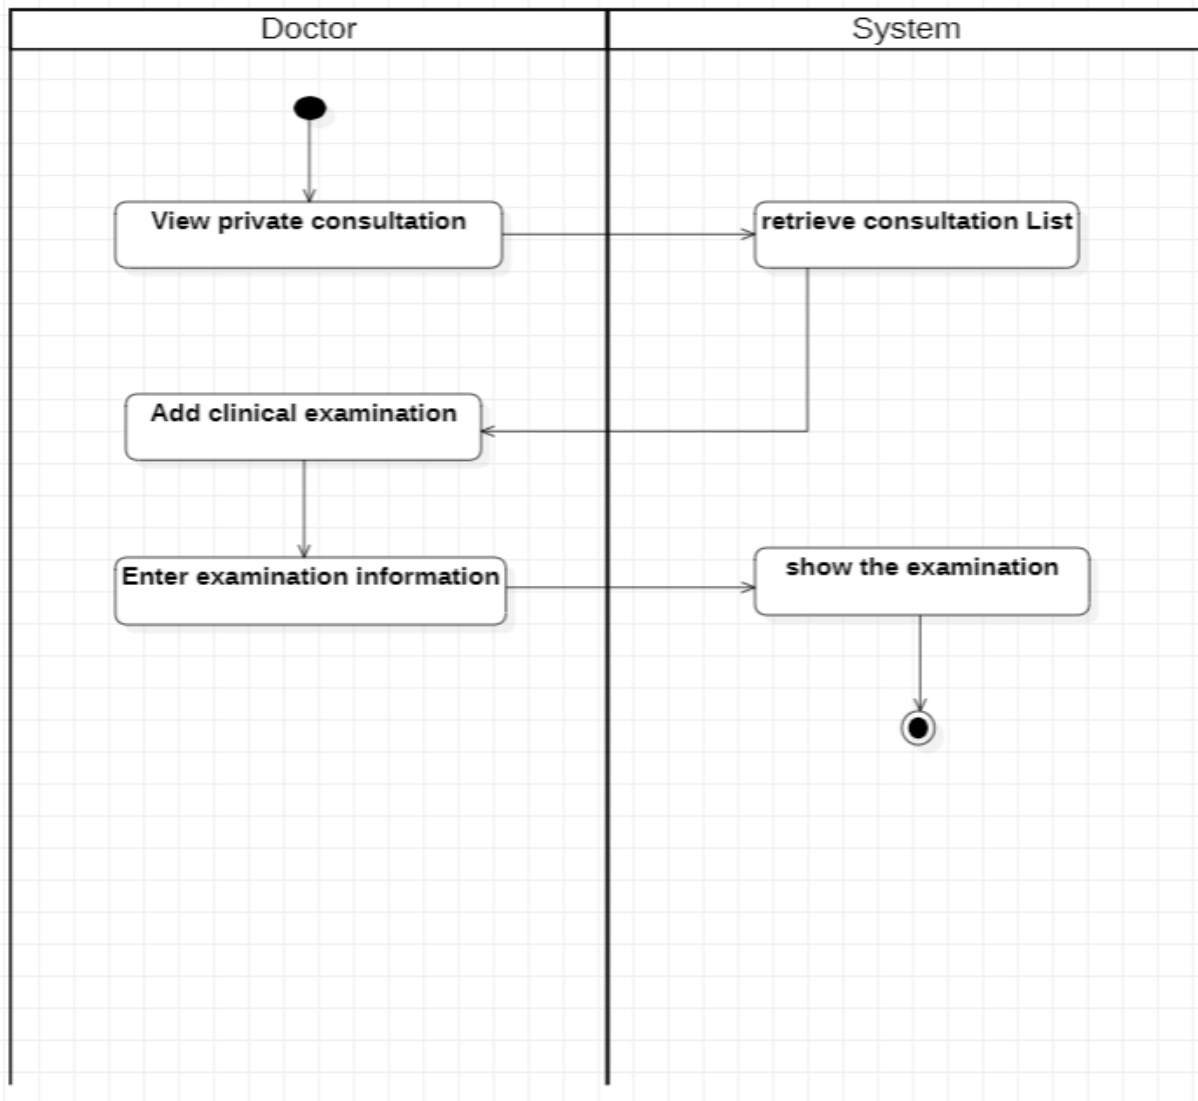 Doctor
System
View private consultation
retrieve consultation List
Add clinical examination
Enter examination information
show the examination